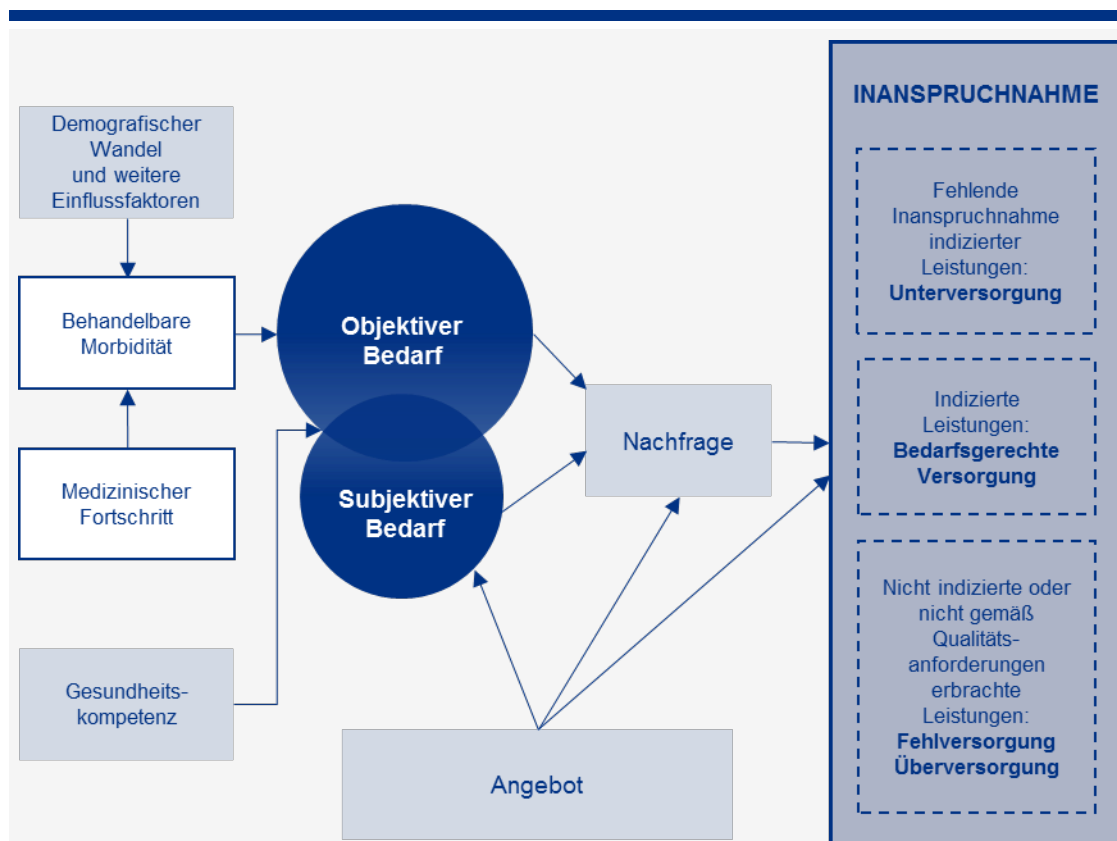 Demografischer
Wandel
und weitere
Einflussfaktoren
Behandelbare
Morbidität
Medizinischer
Fortschritt
Gesundheits-
kompetenz
Objektiver
Bedarf
Subjektiver
Bedarf
Nachfrage
Angebot
INANSPRUCHNAHME
Fehlende
Inanspruchnahme
indizierter
Leistungen:
Unterversorgung
Indizierte
Leistungen:
Bedarfsgerechte
Versorgung
Nicht indizierte oder
nicht gemäß
Qualitäts-
anforderungen
erbrachte
Leistungen:
Fehlversorgung
Überversorgung